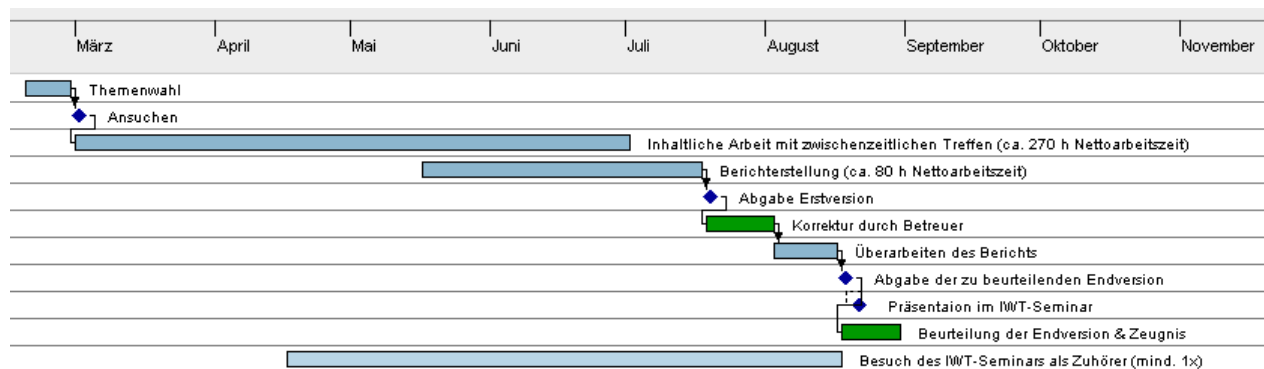 März April Mai Juni Juli August September Oktober November
Themenwahl
Ansuchen
Inhaltliche Arbeit mit zwischenzeitlichen Treffen (ca. 270 h Nettoarbeitszeit)
Berichterstellung (ca. 80 h Nettoarbeitszeit)
Abgabe Erstversion
Korrektur durch Betreuer
Überarbeiten des Berichts
Abgabe der zu beurteilenden Endversion
Präsentaion im IWT-Seminar
Beurteilung der Endversion & Zeugnis
Besuch des IWT-Seminars als Zuhörer (mind. 1x)